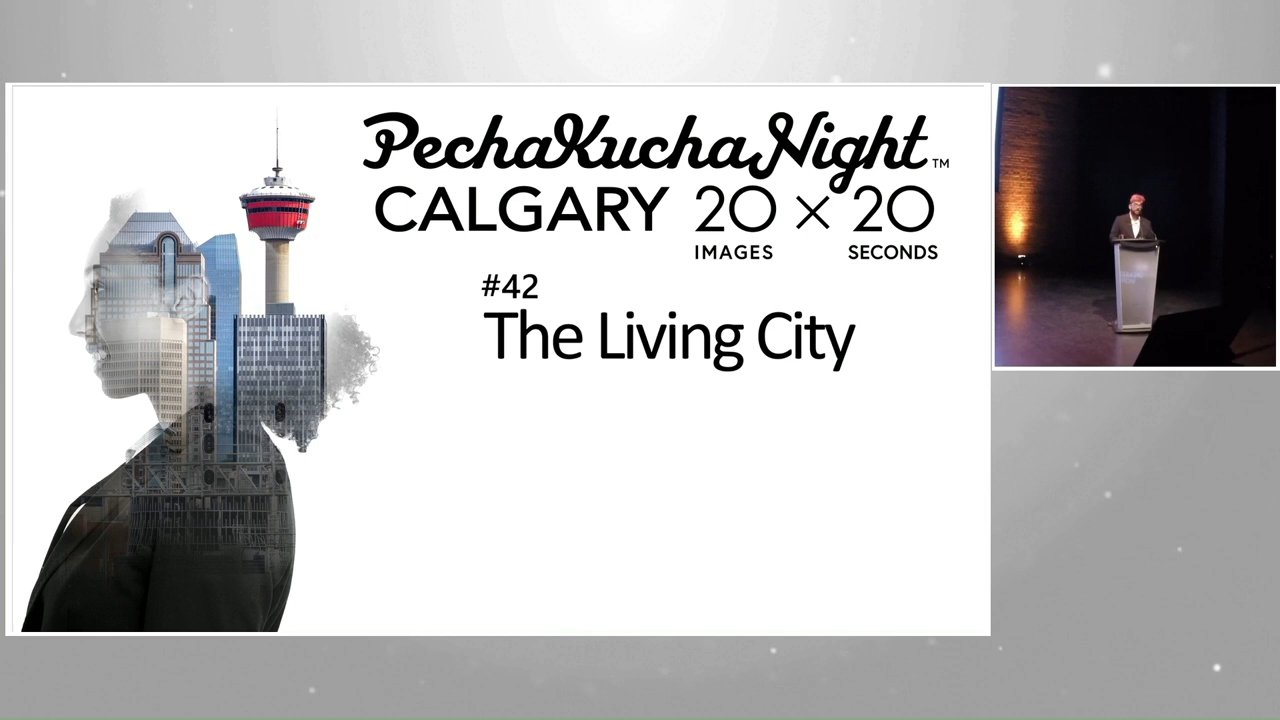 PechaKuchaNight™
CALGARY 20 × 20
IMAGES SECONDS
#42
The Living City